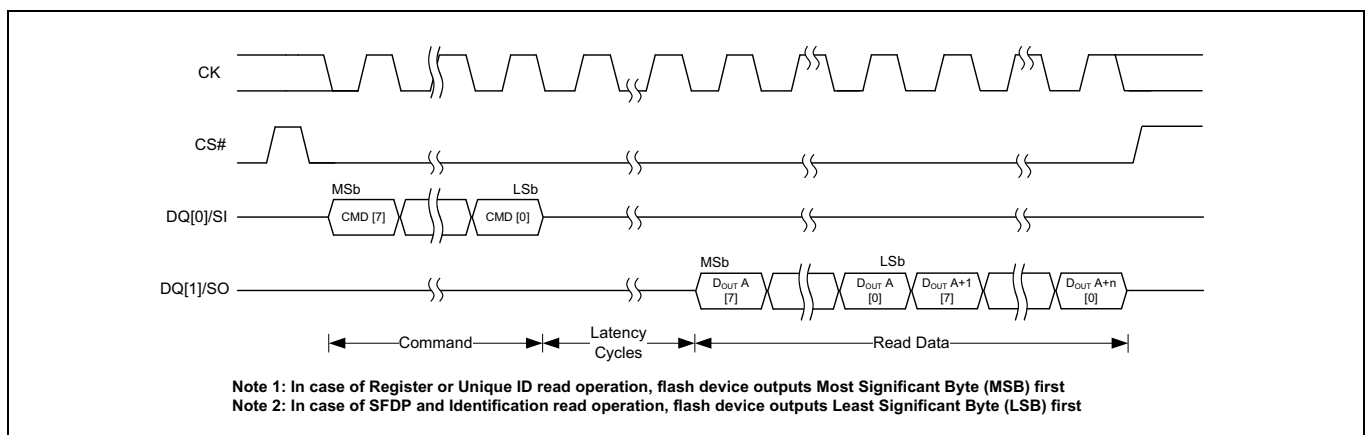 CK
CS#
MSb LSb
DQ[0]/SI CMD [7] CMD [0]
MSb LSb
DQ[1]/SO DOUT A [7] DOUT A [0] DOUT A+1 [7] DOUT A+n [0]
Command Latency Cycles Read Data
Note 1: In case of Register or Unique ID read operation, flash device outputs Most Significant Byte (MSB) first
Note 2: In case of SFDP and Identification read operation, flash device outputs Least Significant Byte (LSB) first